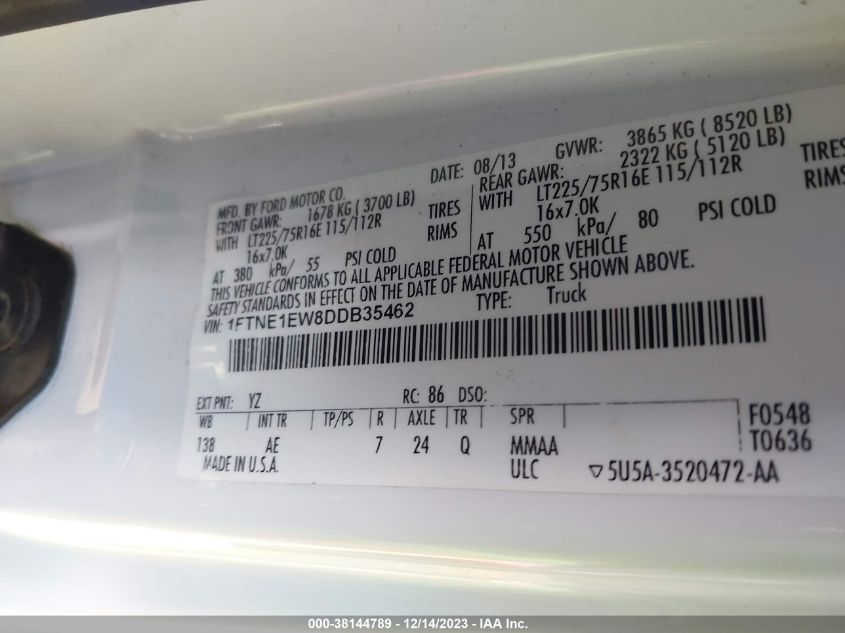 MFD. BY FORD MOTOR CO.
DATE: 08/13 GVWR: 3865 KG ( 8520 LB)
FRONT GAWR: 1678 KG ( 3700 LB)
REAR GAWR: 2322 KG ( 5120 LB)
WITH LT225/75R16E 115/112R TIRES
WITH LT225/75R16E 115/112R TIRES
16x7.0K RIMS
16x7.0K RIMS
AT 380 kPa/ 55 PSI COLD
AT 550 kPa/ 80 PSI COLD
THIS VEHICLE CONFORMS TO ALL APPLICABLE FEDERAL MOTOR VEHICLE
SAFETY STANDARDS IN EFFECT ON THE DATE OF MANUFACTURE SHOWN ABOVE.
VIN: 1FTNE1EW8DDB35462 TYPE: Truck
EXT PNT: YZ RC: 86 DSO:
WB INT TR TP/PS R AXLE TR SPR F0548
138 AE 7 24 Q MMAA T0636
MADE IN U.S.A. ULC ▽5U5A-3520472-AA
000-38144789 - 12/14/2023 - IAA Inc.